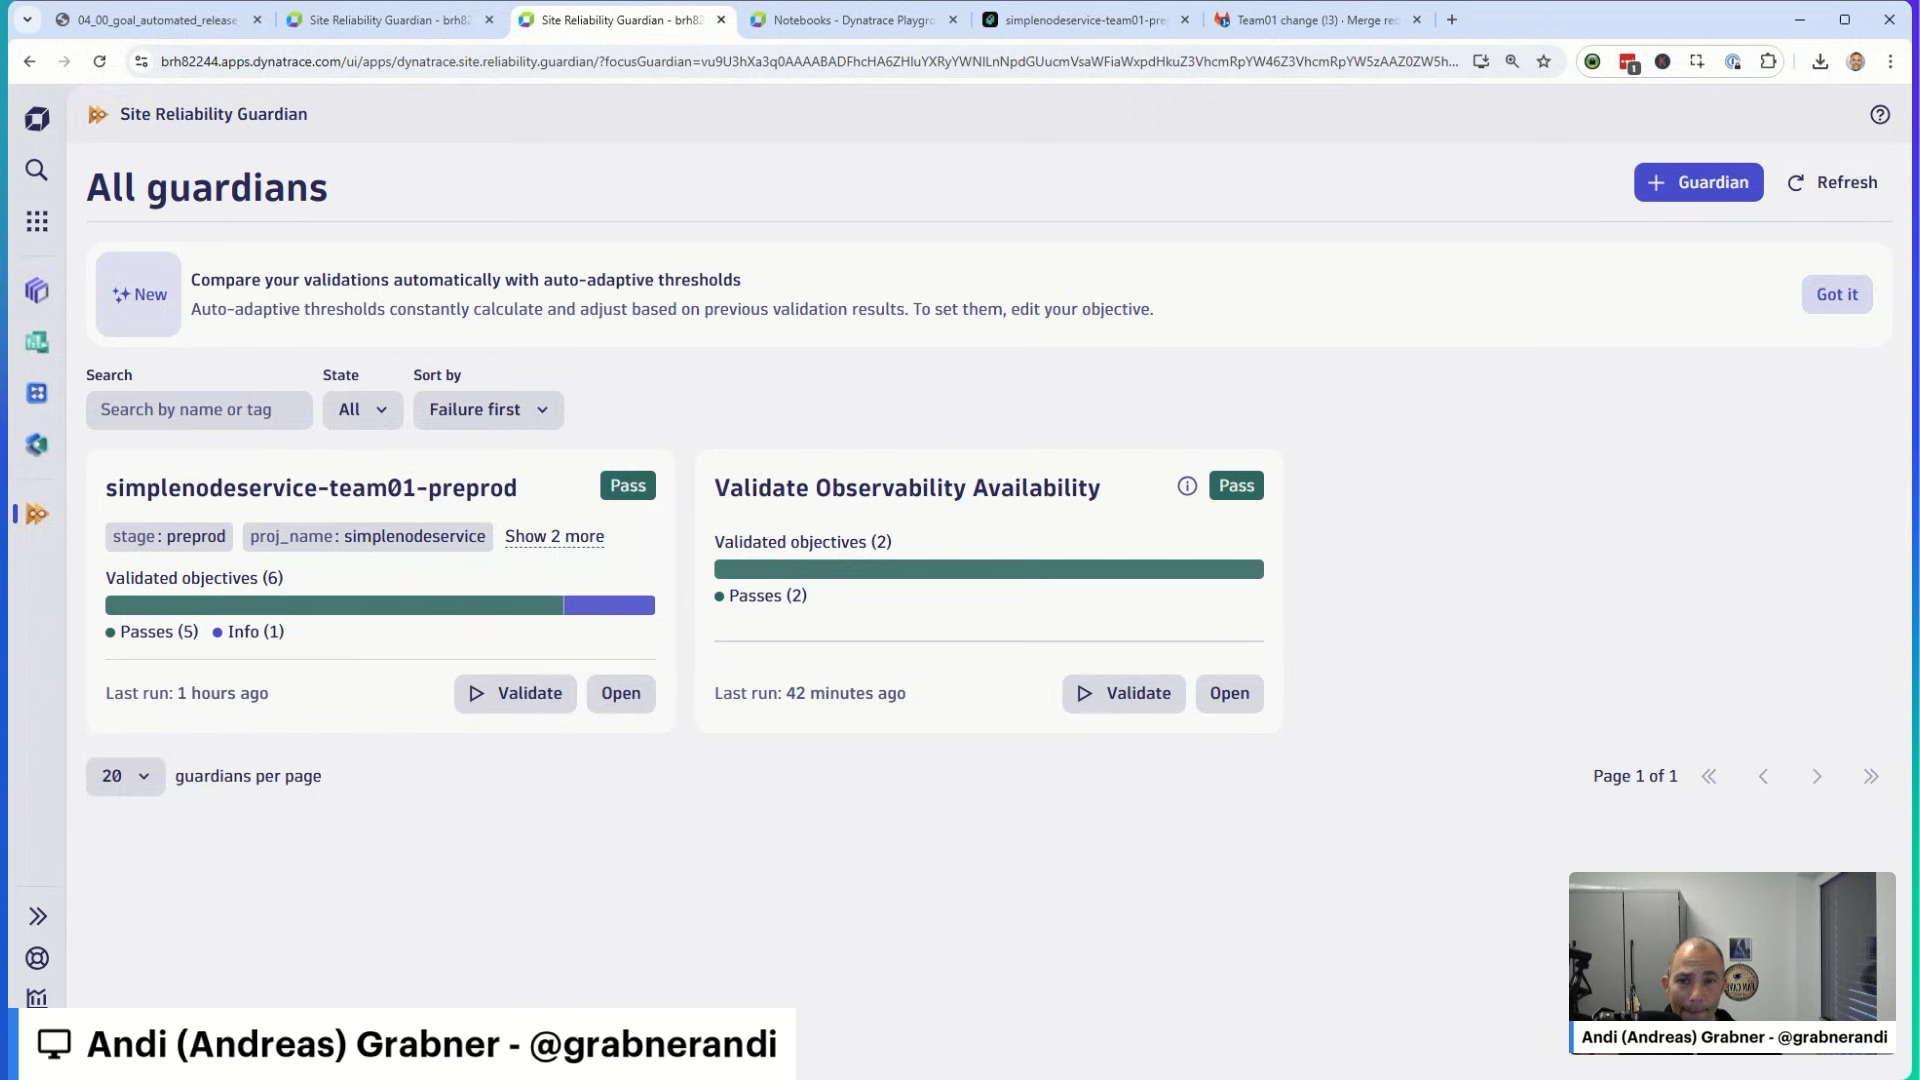 04_00_goal_automated_release
Site Reliability Guardian - brh82
Site Reliability Guardian - brh82
Notebooks - Dynatrace Playgro
simplenodeservice-team01-pre
Team01 change (!3) · Merge rec
brh82244.apps.dynatrace.com/ui/apps/dynatrace.site.reliability.guardian/?focusGuardian=vu9U3hXa3q0AAAABADFhcHA6ZHluYXRyYWNlLnNpdGUucmVsaWFiaWxpdHkuZ3VhcmRpYW46Z3VhcmRpYW5zAAZ0ZW5h...
1
Site Reliability Guardian
All guardians
Guardian
Refresh
New
Compare your validations automatically with auto-adaptive thresholds
Auto-adaptive thresholds constantly calculate and adjust based on previous validation results. To set them, edit your objective.
Got it
Search
State
Sort by
Search by name or tag
All
Failure first
simplenodeservice-team01-preprod
Pass
stage: preprod
proj_name: simplenodeservice
Show 2 more
Validated objectives (6)
Passes (5)
Info (1)
Last run: 1 hours ago
Validate
Open
Validate Observability Availability
Pass
Validated objectives (2)
Passes (2)
Last run: 42 minutes ago
Validate
Open
20
guardians per page
Page 1 of 1
Andi (Andreas) Grabner - @grabnerandi
Andi (Andreas) Grabner - @grabnerandi